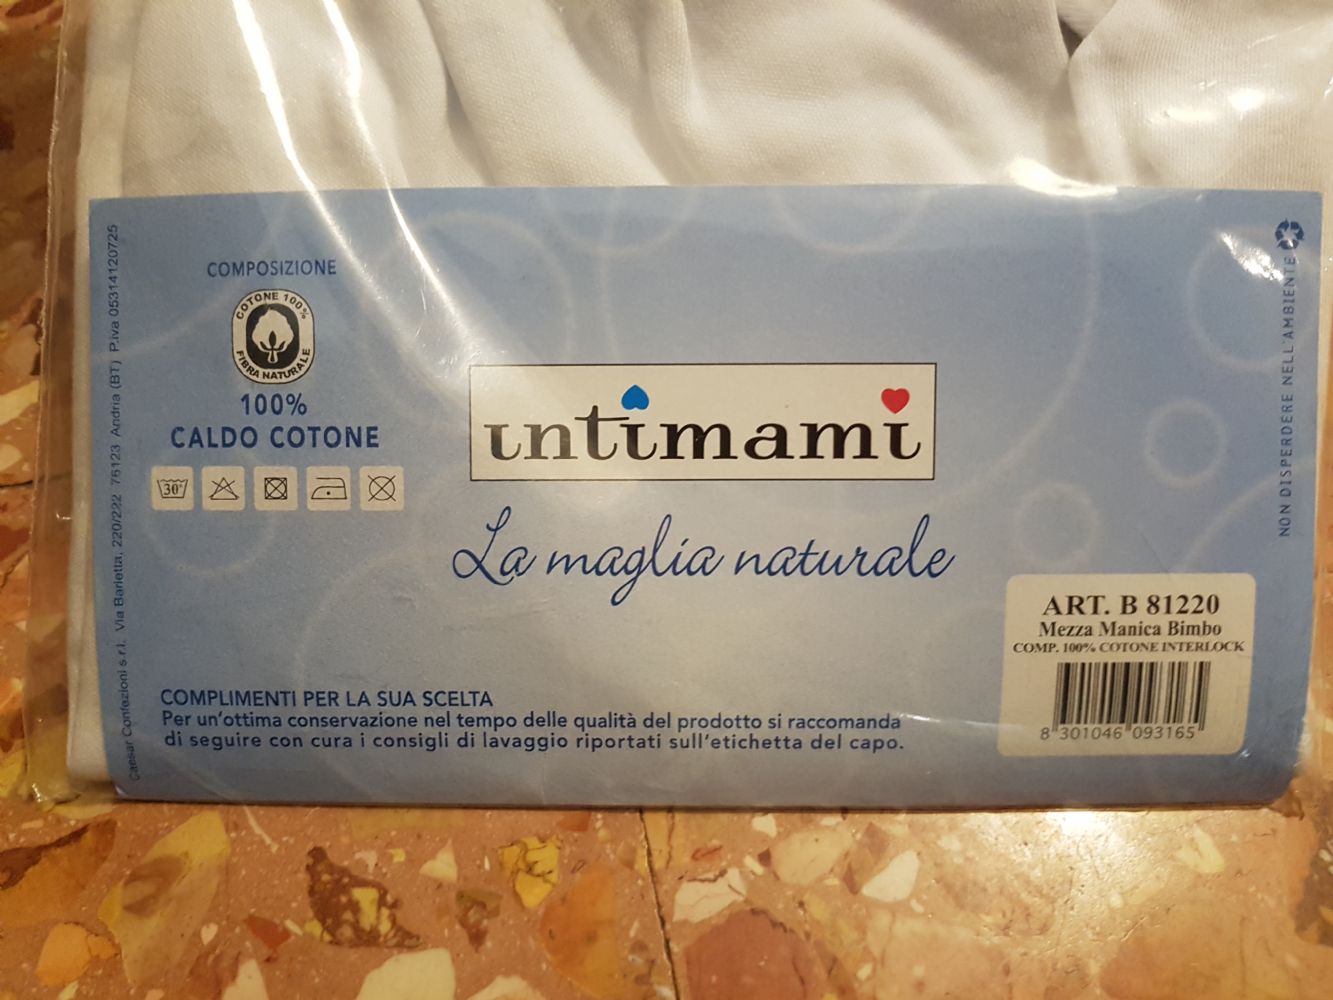 COMPOSIZIONE
COTONE 100%
FIBRA NATURALE
100%
CALDO COTONE
30°
intimami
La maglia naturale
COMPLIMENTI PER LA SUA SCELTA
Per un'ottima conservazione nel tempo delle qualità del prodotto si raccomanda
di seguire con cura i consigli di lavaggio riportati sull'etichetta del capo.
ART. B 81220
Mezza Manica Bimbo
COMP. 100% COTONE INTERLOCK
8 301046 093165
Caesar Confezioni s.r.l. Via Barletta, 220/222 76123 Andria (BT) P.iva 05314120725
NON DISPERDERE NELL'AMBIENTE